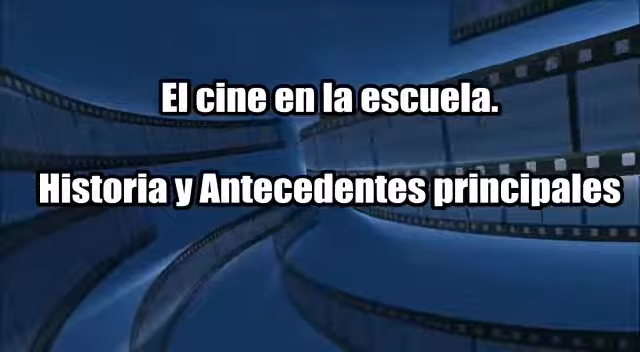 El cine en la escuela.
Historia y Antecedentes principales